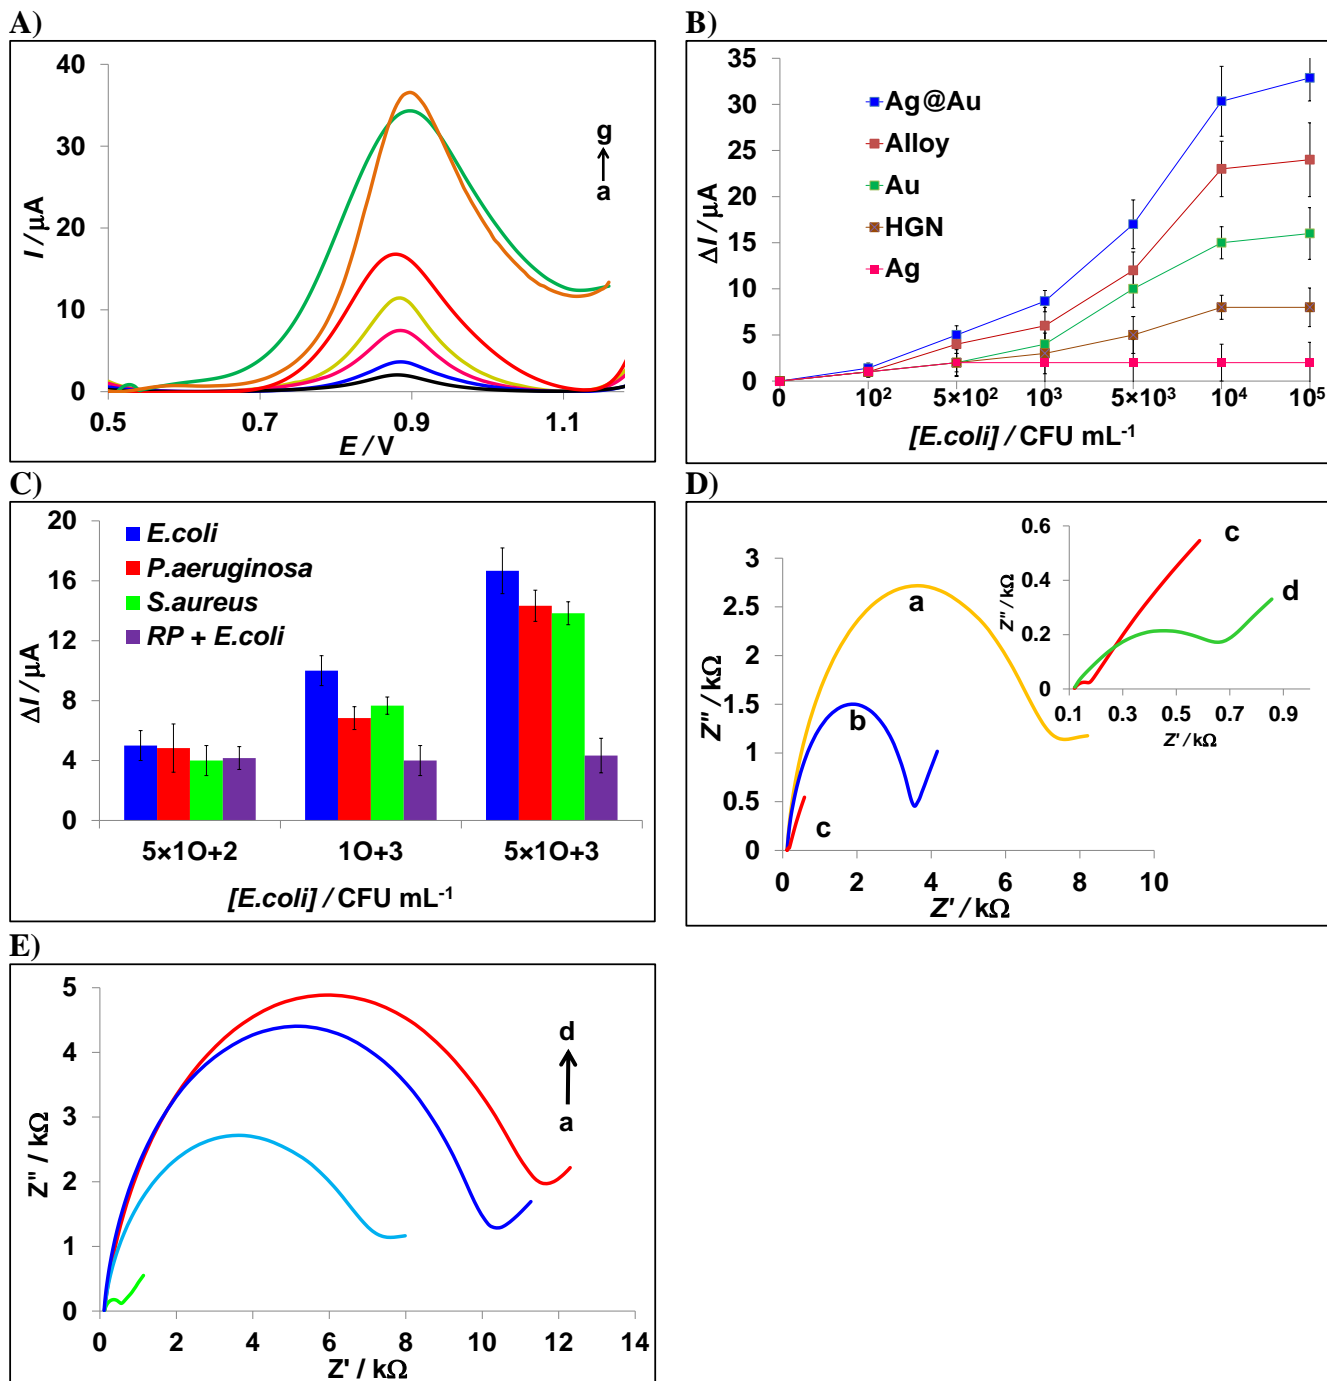 A)
40
30
20
10
0
I / µA
g
a
0.5 0.7 0.9 1.1
E / V
B)
35
30
25
20
15
10
5
0
ΔI / µA
Ag@Au
Alloy
Au
HGN
Ag
0 10² 5×10² 10³ 5×10³ 10⁴ 10⁵
[E.coli] / CFU mL⁻¹
C)
20
16
12
8
4
0
ΔI / µA
E.coli
P.aeruginosa
S.aureus
RP + E.coli
5×1O+2 1O+3 5×1O+3
[E.coli] / CFU mL⁻¹
D)
3
2.5
2
1.5
1
0.5
0
Z'' / kΩ
a
b
c
0 2 4 6 8 10
Z' / kΩ
0.6
0.4
0.2
0
Z'' / kΩ
c
d
0.1 0.3 0.5 0.7 0.9
Z' / kΩ
E)
5
4
3
2
1
0
Z'' / kΩ
d
a
0 2 4 6 8 10 12 14
Z' / kΩ